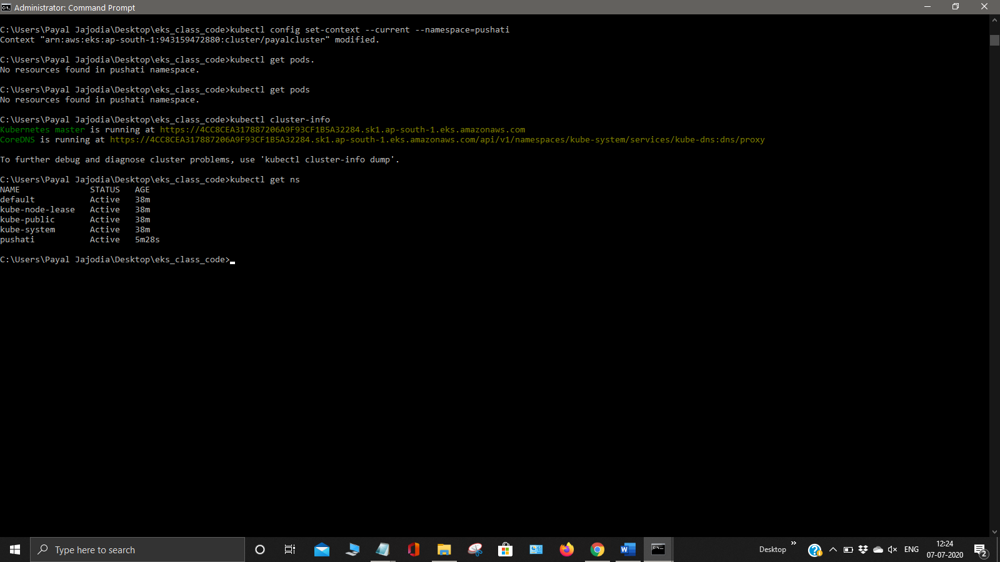 Administrator: Command Prompt
C:\Users\Payal Jajodia\Desktop\eks_class_code>kubectl config set-context --current --namespace=pushati
Context "arn:aws:eks:ap-south-1:943159472880:cluster/payalcluster" modified.
C:\Users\Payal Jajodia\Desktop\eks_class_code>kubectl get pods.
No resources found in pushati namespace.
C:\Users\Payal Jajodia\Desktop\eks_class_code>kubectl get pods
No resources found in pushati namespace.
C:\Users\Payal Jajodia\Desktop\eks_class_code>kubectl cluster-info
Kubernetes master is running at https://4CC8CEA317887206A9F93CF1B5A32284.sk1.ap-south-1.eks.amazonaws.com
CoreDNS is running at https://4CC8CEA317887206A9F93CF1B5A32284.sk1.ap-south-1.eks.amazonaws.com/api/v1/namespaces/kube-system/services/kube-dns:dns/proxy
To further debug and diagnose cluster problems, use 'kubectl cluster-info dump'.
C:\Users\Payal Jajodia\Desktop\eks_class_code>kubectl get ns
NAME STATUS AGE
default Active 38m
kube-node-lease Active 38m
kube-public Active 38m
kube-system Active 38m
pushati Active 5m28s
C:\Users\Payal Jajodia\Desktop\eks_class_code>
Type here to search
Desktop
ENG
12:24
07-07-2020
2